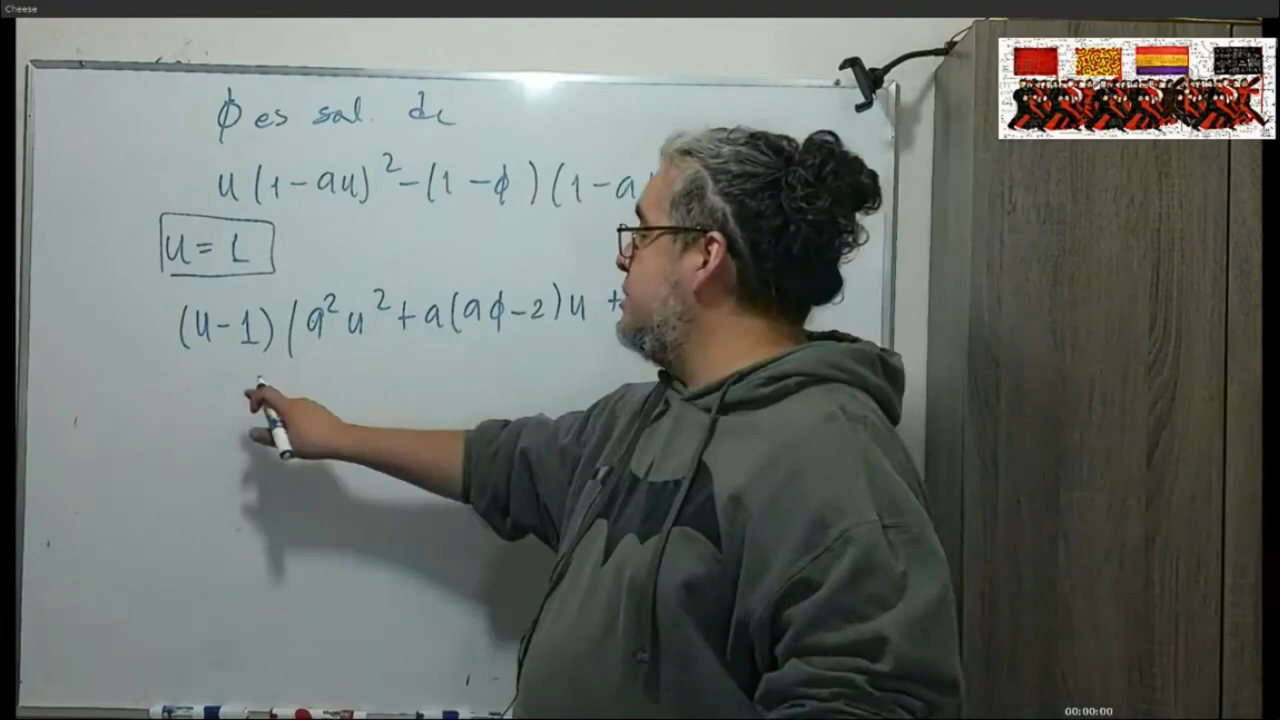 Cheese
ϕ es sol. de
u(1-au)²-(1-ϕ)(1-a
u=1
(u-1)(a²u²+a(aϕ-2)u +
00:00:00